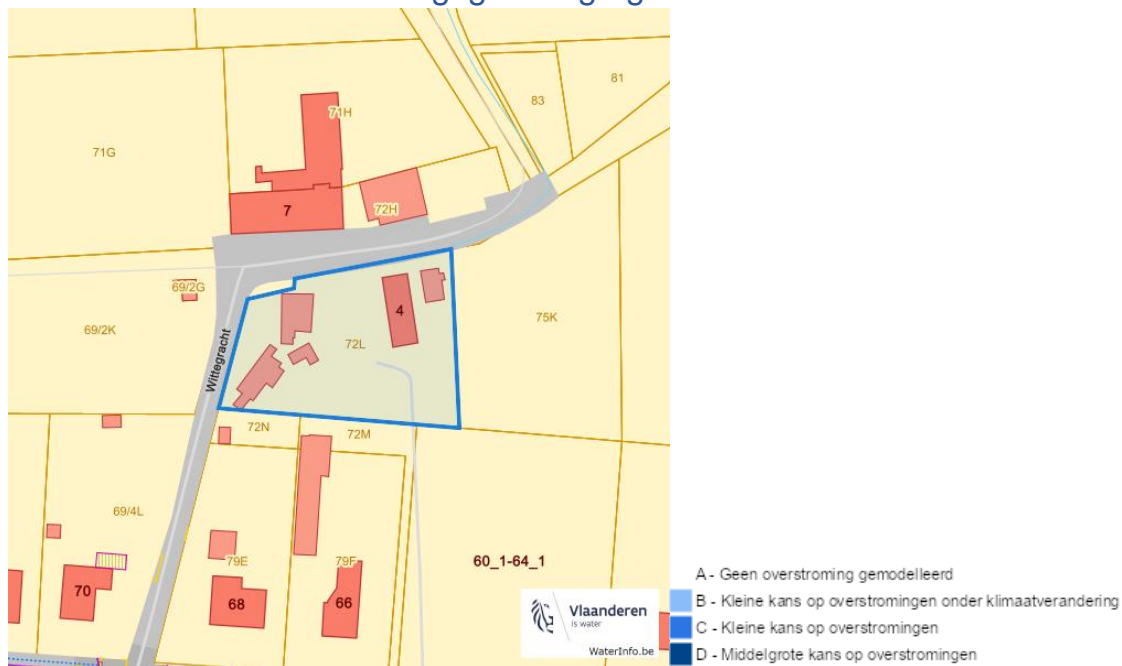 81
83
71H
71G
7
72H
69/2G
4
75K
69/2K
72L
Wittegracht
72N
72M
69/4L
79E
79F
60_1-64_1
70
68
66
Vlaanderen
is water
WaterInfo.be
A - Geen overstroming gemodelleerd
B - Kleine kans op overstromingen onder klimaatverandering
C - Kleine kans op overstromingen
D - Middelgrote kans op overstromingen